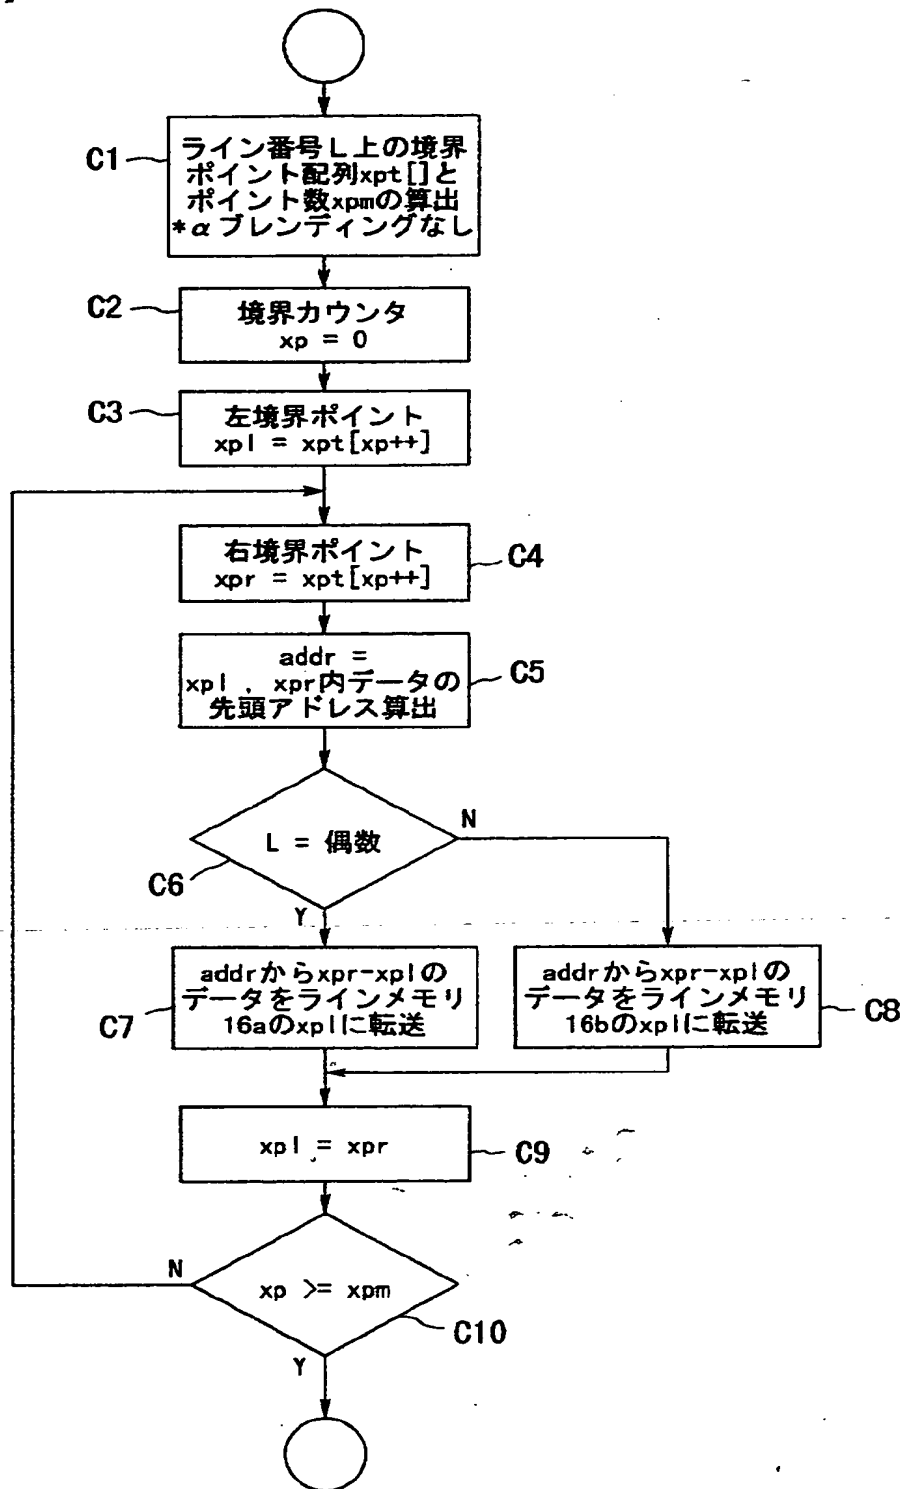 C1
ライン番号L上の境界
ポイント配列xpt[]と
ポイント数xpmの算出
*αブレンディングなし
C2
境界カウンタ
xp = 0
C3
左境界ポイント
xpl = xpt[xp++]
右境界ポイント
xpr = xpt[xp++]
C4
addr =
xpl , xpr内データの
先頭アドレス算出
C5
L = 偶数
N
C6
Y
addrからxpr-xplの
データをラインメモリ
16aのxplに転送
C7
addrからxpr-xplの
データをラインメモリ
16bのxplに転送
C8
xpl = xpr
C9
N
xp >= xpm
C10
Y